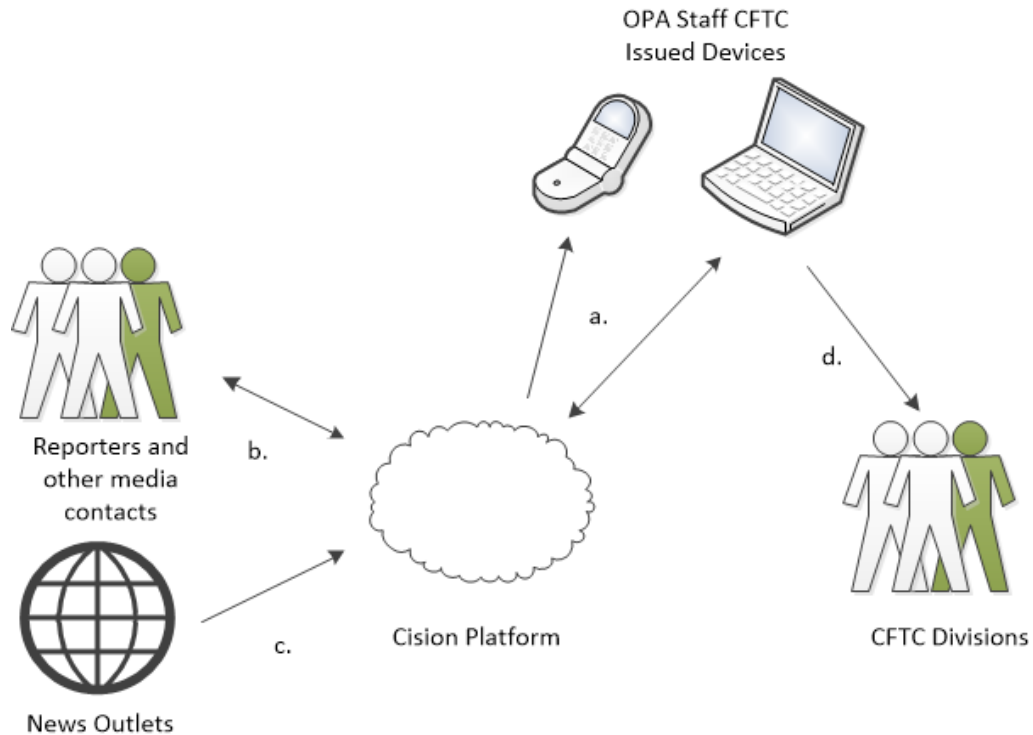 OPA Staff CFTC
Issued Devices
a.
d.
Reporters and
other media
contacts
b.
c.
Cision Platform
CFTC Divisions
News Outlets